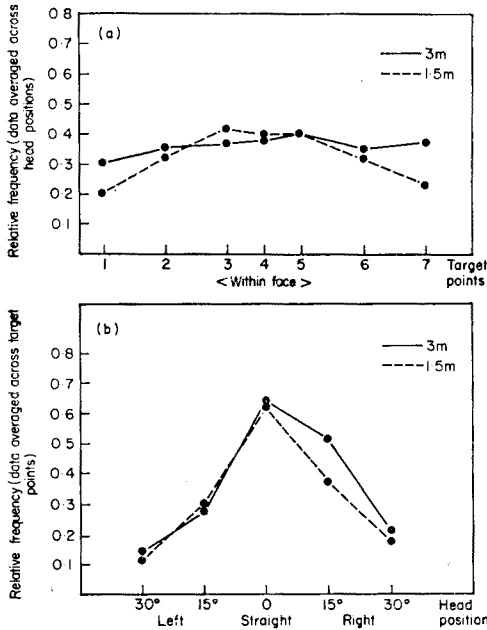 Relative frequency (data averaged across
head positions)
(a)
3m
1·5m
0·8
0·7
0·6
0·5
0·4
0·3
0·2
0·1
1 2 3 4 5 6 7 Target
< Within face > points
Relative frequency (data averaged across target
points)
(b)
3m
1·5m
0·8
0·7
0·6
0·5
0·4
0·3
0·2
0·1
30° 15° 0 15° 30° Head
Left Straight Right position